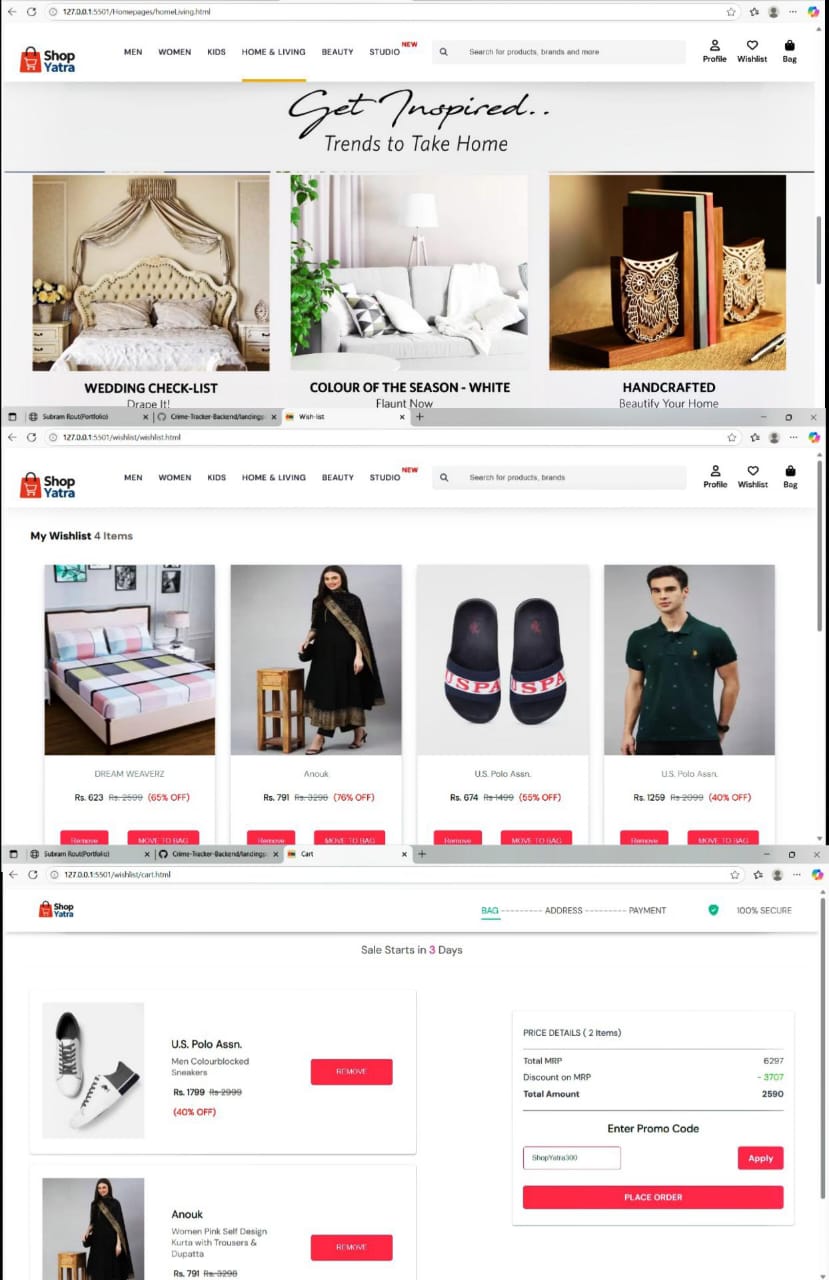 127.0.0.1:5501/Homepages/homeLiving.html
Shop
Yatra
MEN WOMEN KIDS HOME & LIVING BEAUTY STUDIO NEW
Search for products, brands and more
Profile Wishlist Bag
Get Inspired..
Trends to Take Home
WEDDING CHECK-LIST COLOUR OF THE SEASON - WHITE HANDCRAFTED
Drape It! Flaunt Now Beautify Your Home
Subram Rout(Portfolio) Crime-Tracker-Backend/landingp Wish-list
127.0.0.1:5501/wishlist/wishlist.html
Shop
Yatra
MEN WOMEN KIDS HOME & LIVING BEAUTY STUDIO NEW
Search for products, brands
Profile Wishlist Bag
My Wishlist 4 Items
USPA USPA
DREAM WEAVERZ Anouk U.S. Polo Assn. U.S. Polo Assn.
Rs. 623 Rs 2599 (65% OFF) Rs. 791 Rs 3298 (76% OFF) Rs. 674 Rs 1499 (55% OFF) Rs. 1259 Rs 2099 (40% OFF)
Remove MOVE TO BAG Remove MOVE TO BAG Remove MOVE TO BAG Remove MOVE TO BAG
Subram Rout(Portfolio) Crime-Tracker-Backend/landingp Cart
127.0.0.1:5501/wishlist/cart.html
Shop
Yatra
BAG ---------- ADDRESS ---------- PAYMENT 100% SECURE
Sale Starts in 3 Days
U.S. Polo Assn.
Men Colourblocked
Sneakers
Rs. 1799 Rs 2999
(40% OFF)
REMOVE
Anouk
Women Pink Self Design
Kurta with Trousers &
Dupatta
Rs. 791 Rs 3298
REMOVE
PRICE DETAILS ( 2 Items)
Total MRP 6297
Discount on MRP - 3707
Total Amount 2590
Enter Promo Code
ShopYatra300
Apply
PLACE ORDER